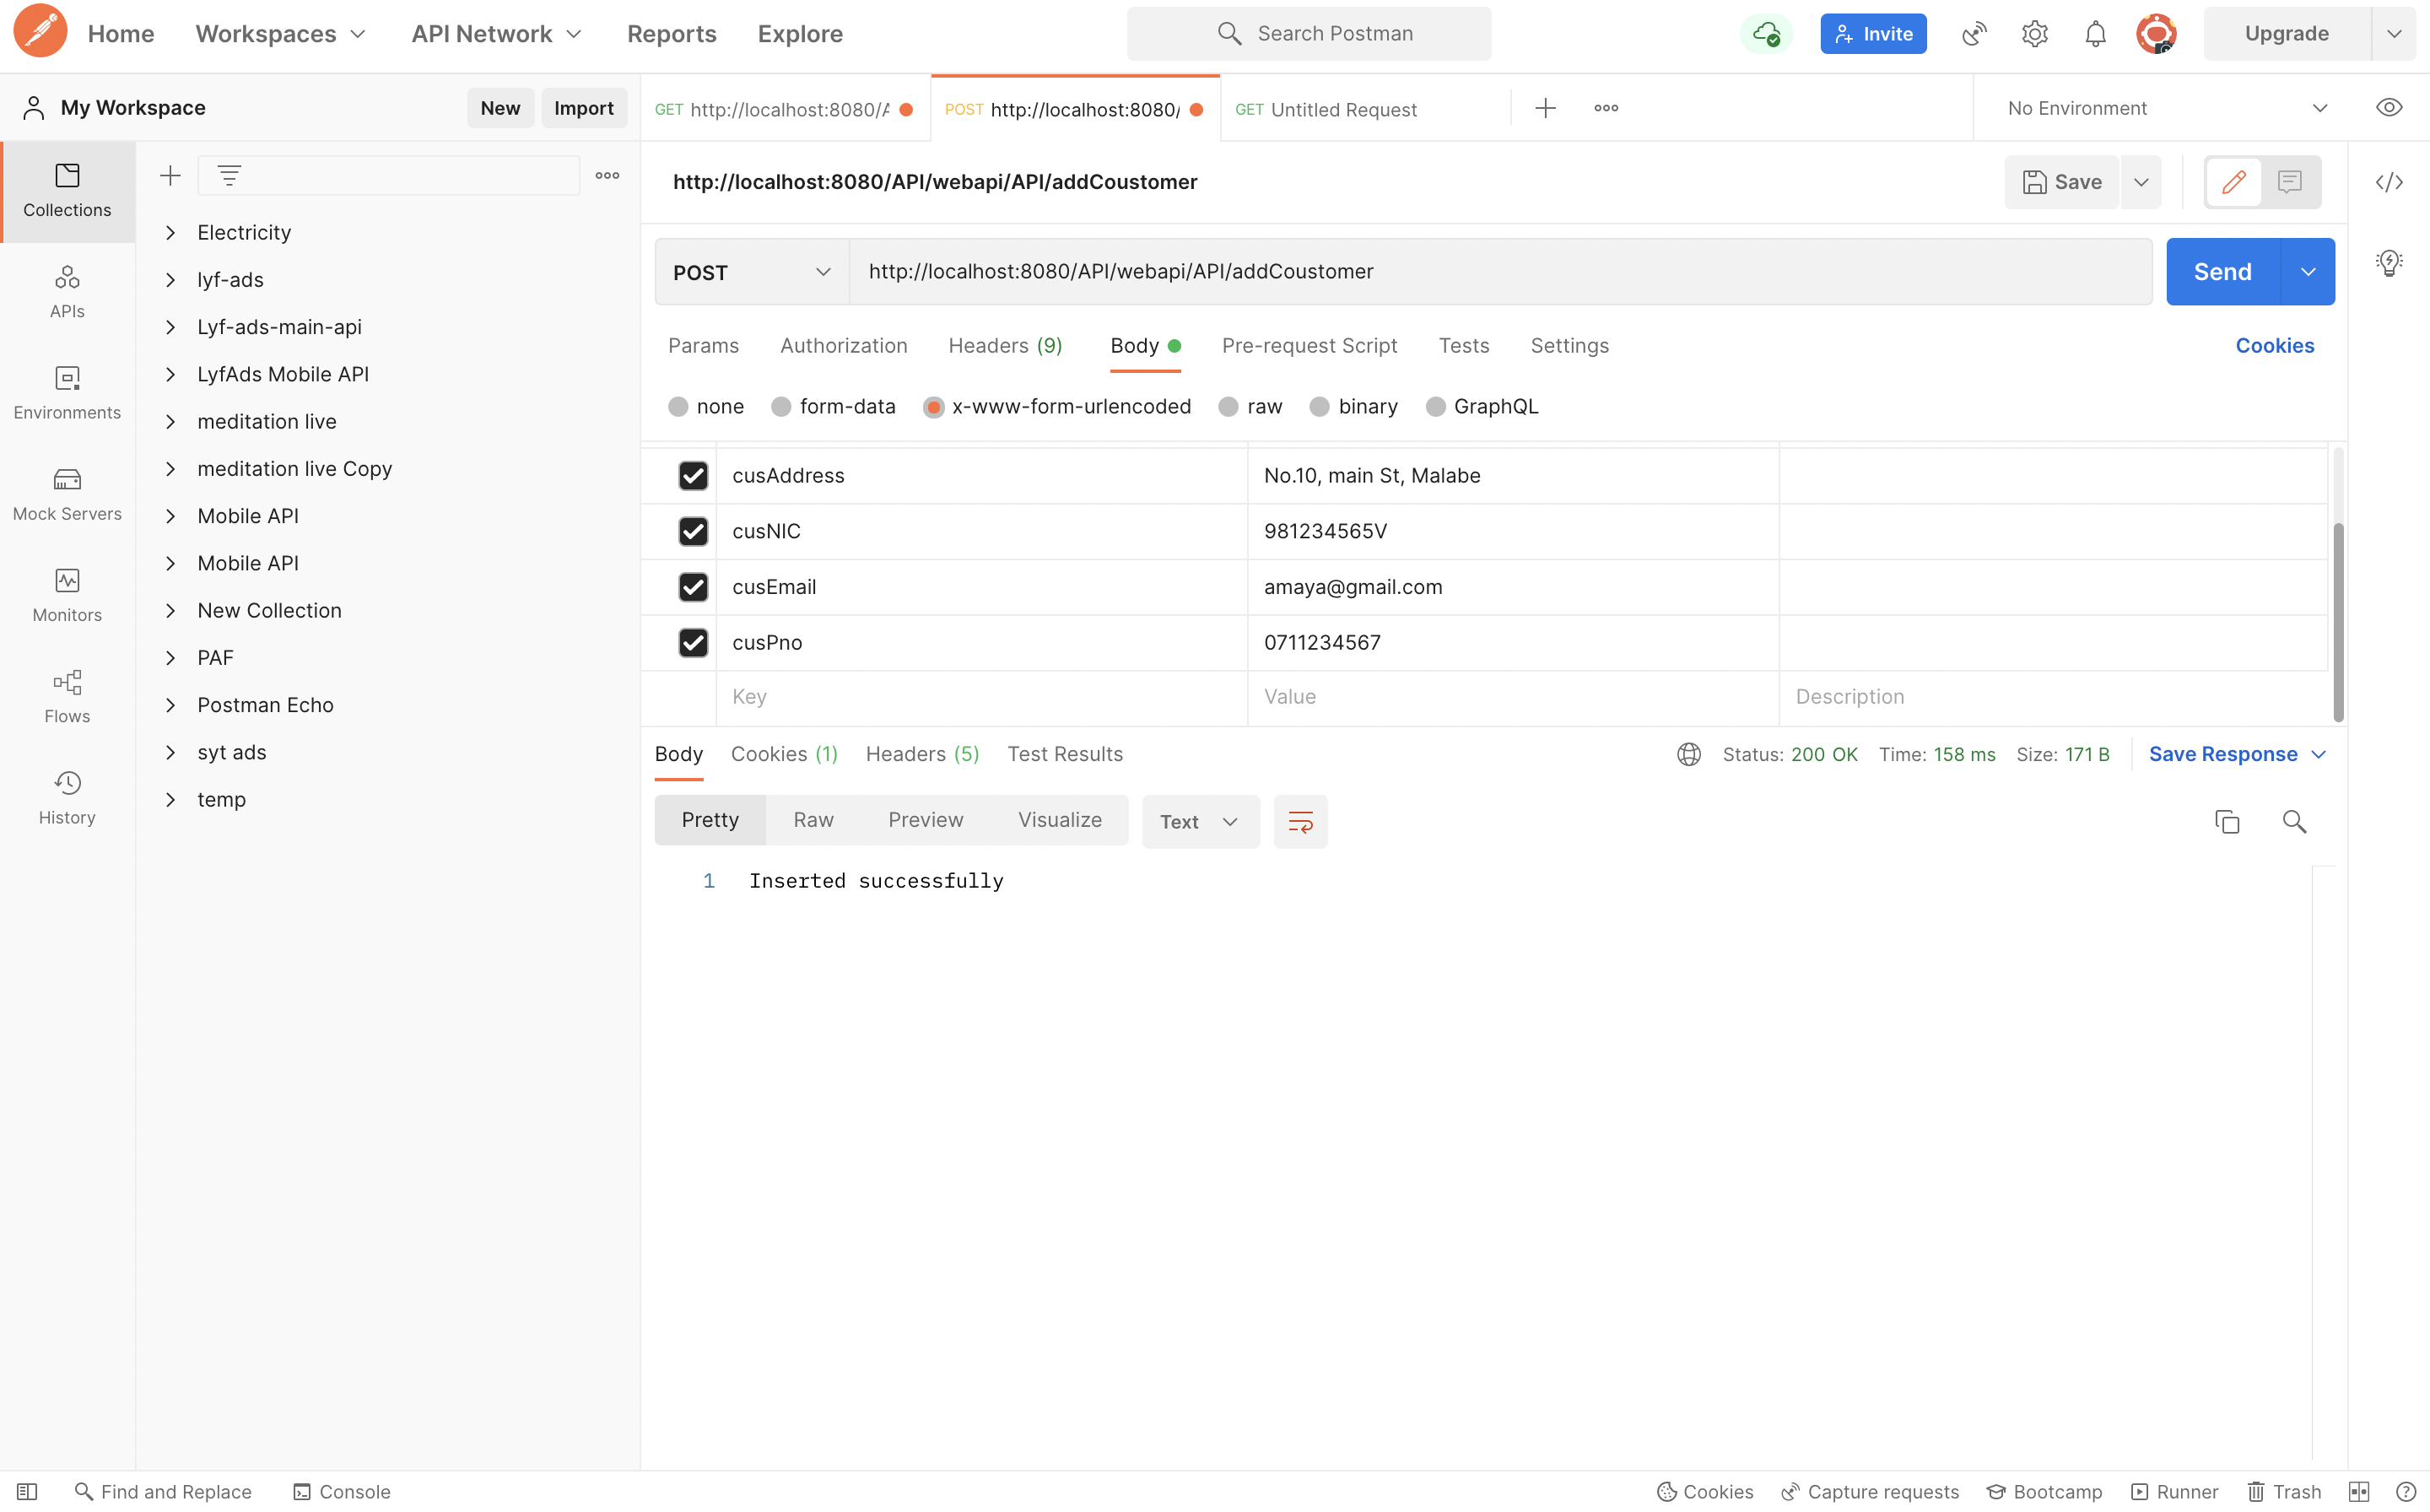 Home Workspaces API Network Reports Explore Search Postman Invite Upgrade
My Workspace New Import GET http://localhost:8080/A POST http://localhost:8080/ GET Untitled Request No Environment
Collections
APIs
Environments
Mock Servers
Monitors
Flows
History
Electricity
lyf-ads
Lyf-ads-main-api
LyfAds Mobile API
meditation live
meditation live Copy
Mobile API
Mobile API
New Collection
PAF
Postman Echo
syt ads
temp
http://localhost:8080/API/webapi/API/addCoustomer Save
POST http://localhost:8080/API/webapi/API/addCoustomer Send
Params Authorization Headers (9) Body Pre-request Script Tests Settings Cookies
none form-data x-www-form-urlencoded raw binary GraphQL
cusAddress No.10, main St, Malabe
cusNIC 981234565V
cusEmail amaya@gmail.com
cusPno 0711234567
Key Value Description
Body Cookies (1) Headers (5) Test Results Status: 200 OK Time: 158 ms Size: 171 B Save Response
Pretty Raw Preview Visualize Text
1 Inserted successfully
Find and Replace Console Cookies Capture requests Bootcamp Runner Trash